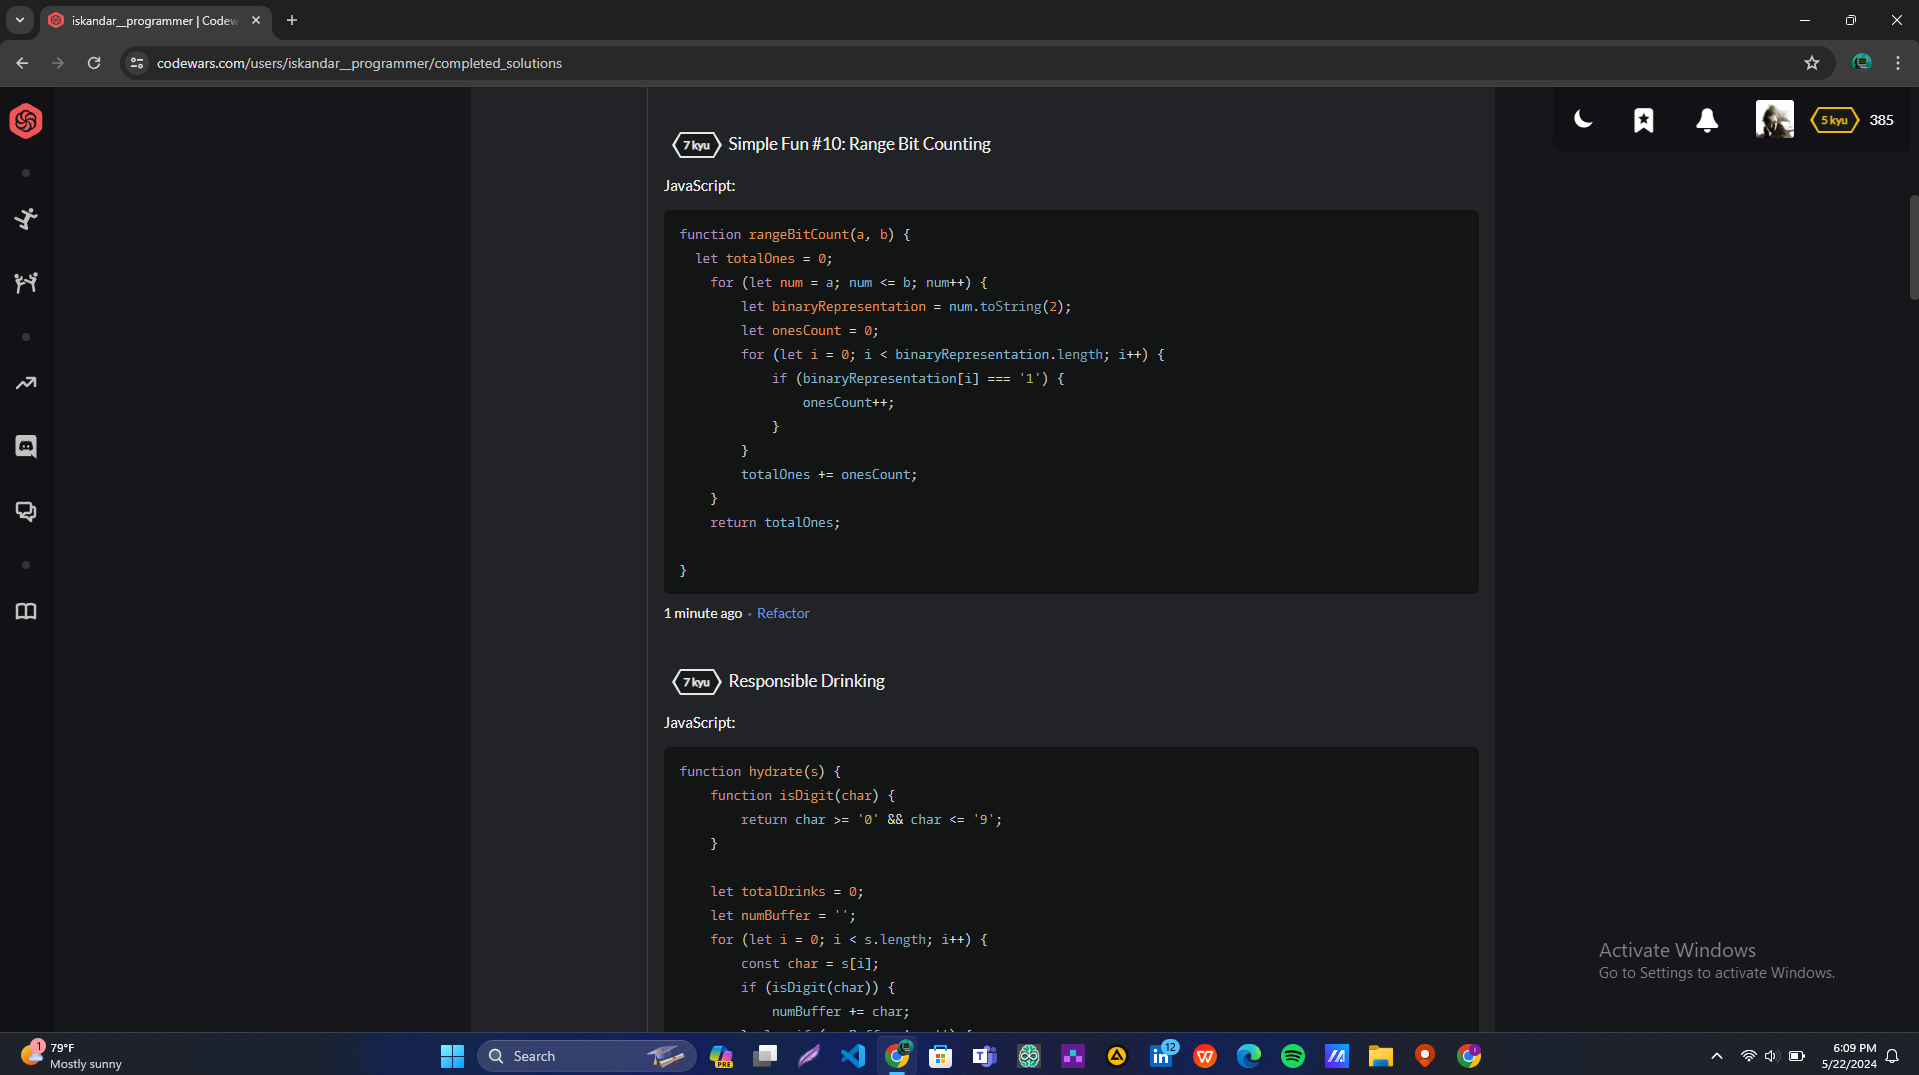 iskandar__programmer | Codew
codewars.com/users/iskandar__programmer/completed_solutions
5 kyu
385
7 kyu
Simple Fun #10: Range Bit Counting
JavaScript:
function rangeBitCount(a, b) {
let totalOnes = 0;
for (let num = a; num <= b; num++) {
let binaryRepresentation = num.toString(2);
let onesCount = 0;
for (let i = 0; i < binaryRepresentation.length; i++) {
if (binaryRepresentation[i] === '1') {
onesCount++;
}
}
totalOnes += onesCount;
}
return totalOnes;
}
1 minute ago • Refactor
7 kyu
Responsible Drinking
JavaScript:
function hydrate(s) {
function isDigit(char) {
return char >= '0' && char <= '9';
}
let totalDrinks = 0;
let numBuffer = '';
for (let i = 0; i < s.length; i++) {
const char = s[i];
if (isDigit(char)) {
numBuffer += char;
Activate Windows
Go to Settings to activate Windows.
1
79°F
Mostly sunny
Search
PRE
12
6:09 PM
5/22/2024